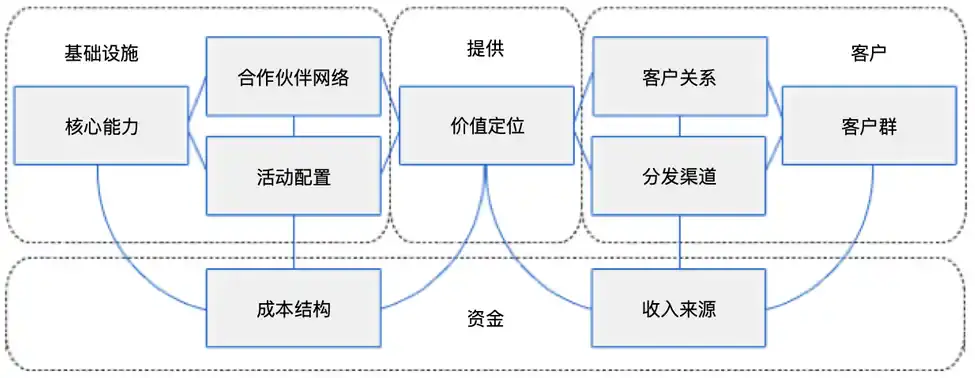 基础设施
提供
客户
合作伙伴网络
客户关系
核心能力
价值定位
客户群
活动配置
分发渠道
成本结构
收入来源
资金